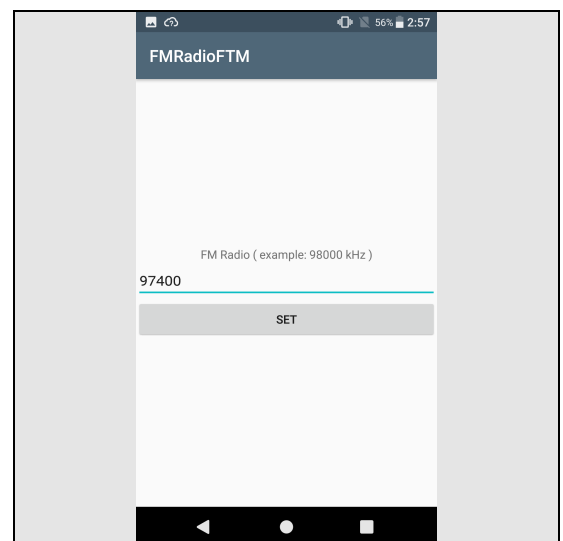 56% 2:57
FMRadioFTM
FM Radio ( example: 98000 kHz )
97400
SET